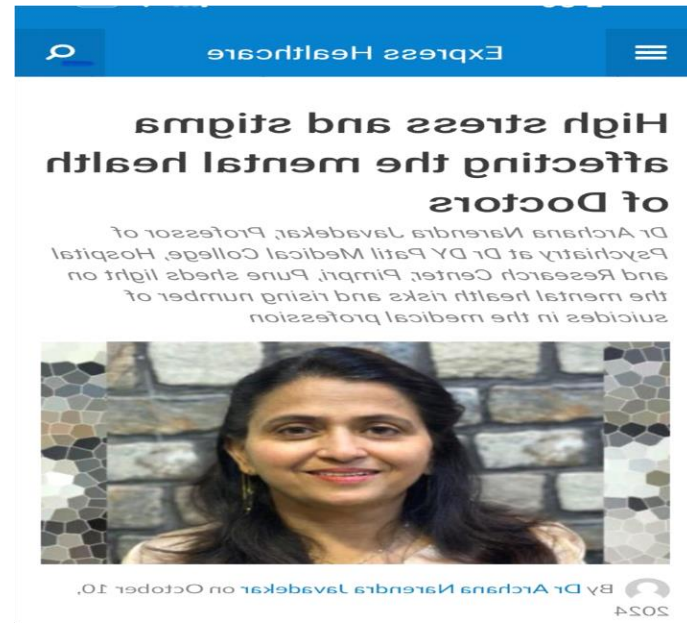 Express Healthcare
High stress and stigma
affecting the mental health
of Doctors
Dr Archana Narendra Javadekar, Professor of
Psychiatry at Dr DY Patil Medical College, Hospital
and Research Center, Pimpri, Pune sheds light on
the mental health risks and rising number of
suicides in the medical profession
By Dr Archana Narendra Javadekar on October 10,
2024